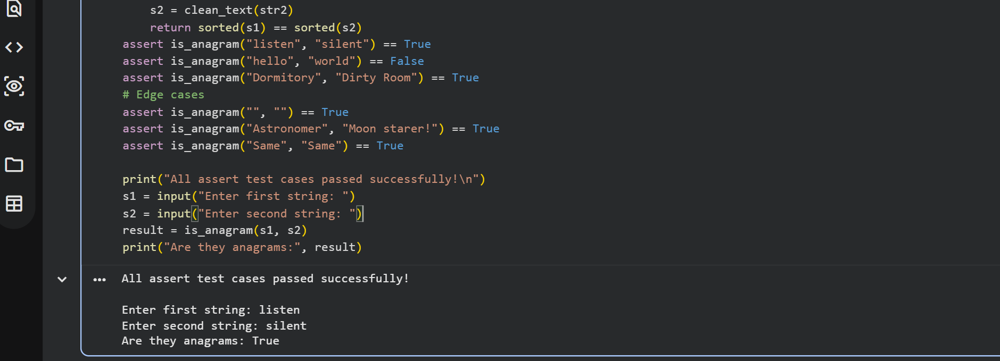 s2 = clean_text(str2)
    return sorted(s1) == sorted(s2)
assert is_anagram("listen", "silent") == True
assert is_anagram("hello", "world") == False
assert is_anagram("Dormitory", "Dirty Room") == True
# Edge cases
assert is_anagram("", "") == True
assert is_anagram("Astronomer", "Moon starer!") == True
assert is_anagram("Same", "Same") == True
print("All assert test cases passed successfully!\n")
s1 = input("Enter first string: ")
s2 = input("Enter second string: ")
result = is_anagram(s1, s2)
print("Are they anagrams:", result)
All assert test cases passed successfully!
Enter first string: listen
Enter second string: silent
Are they anagrams: True